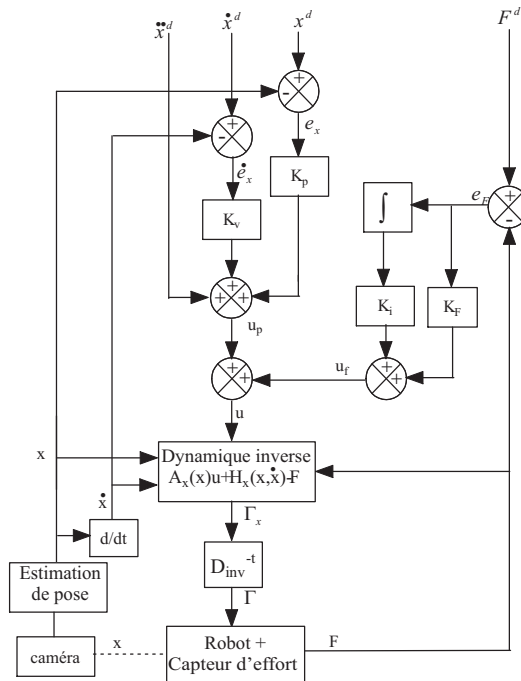 ẍ^d ẋ^d x^d F^d
+
-
+
-
e_x
ė_x
K_p
K_v
∫
e_F
+
-
K_i
K_F
+
+ +
u_p
+
+
u_f
+
+
u
x
Dynamique inverse
A_x(x)u+H_x(x,ẋ)-F
ẋ
Γ_x
d/dt
D_inv^-t
Estimation
de pose
Γ
caméra
x
Robot +
Capteur d'effort
F